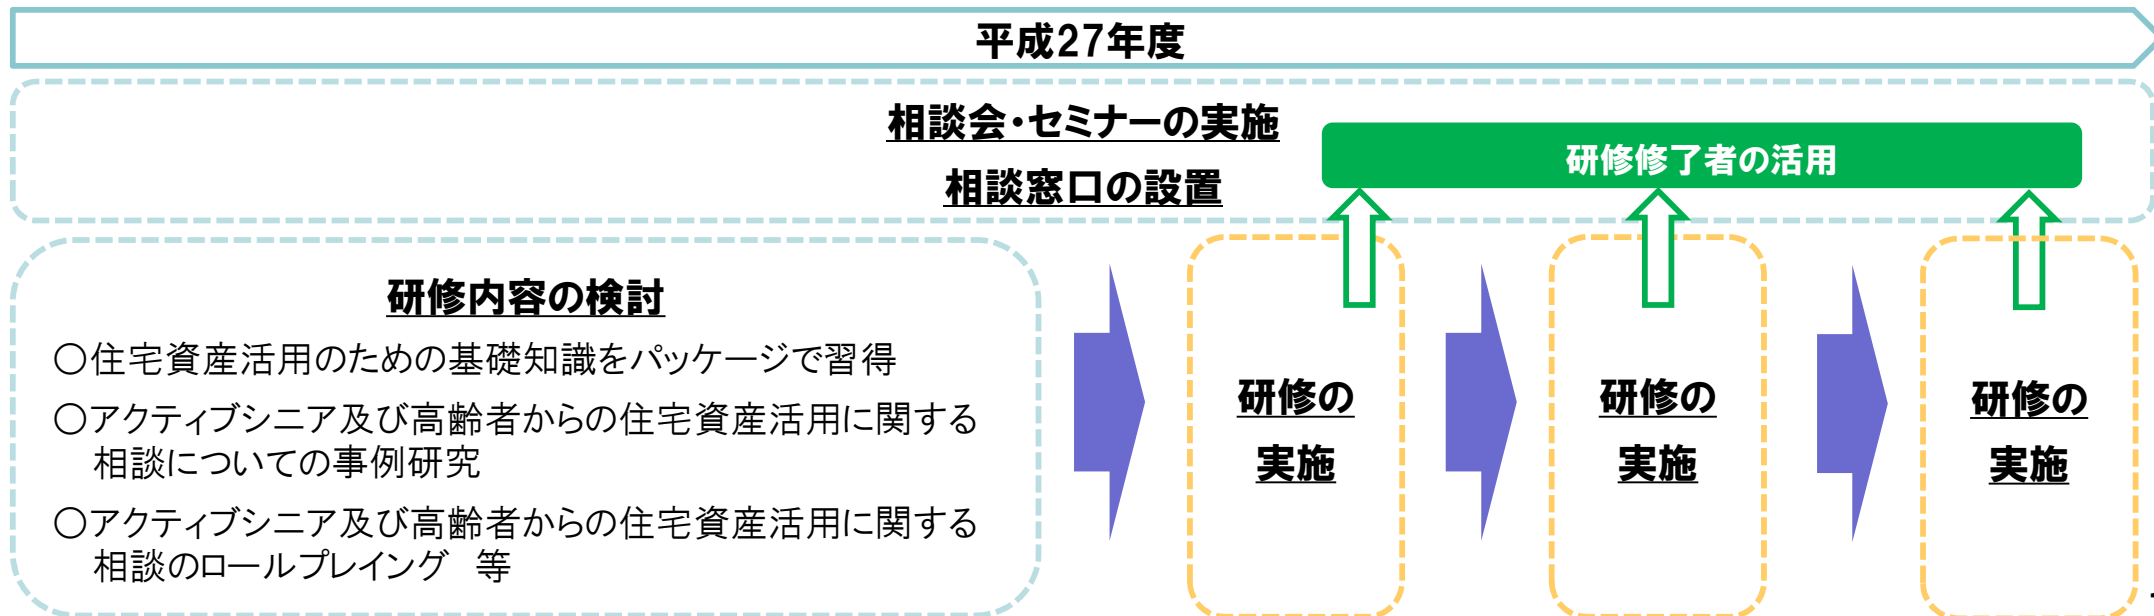 平成27年度
相談会・セミナーの実施
相談窓口の設置
研修修了者の活用
研修内容の検討
○住宅資産活用のための基礎知識をパッケージで習得
○アクティブシニア及び高齢者からの住宅資産活用に関する
相談についての事例研究
○アクティブシニア及び高齢者からの住宅資産活用に関する
相談のロールプレイング　等
研修の
実施
研修の
実施
研修の
実施